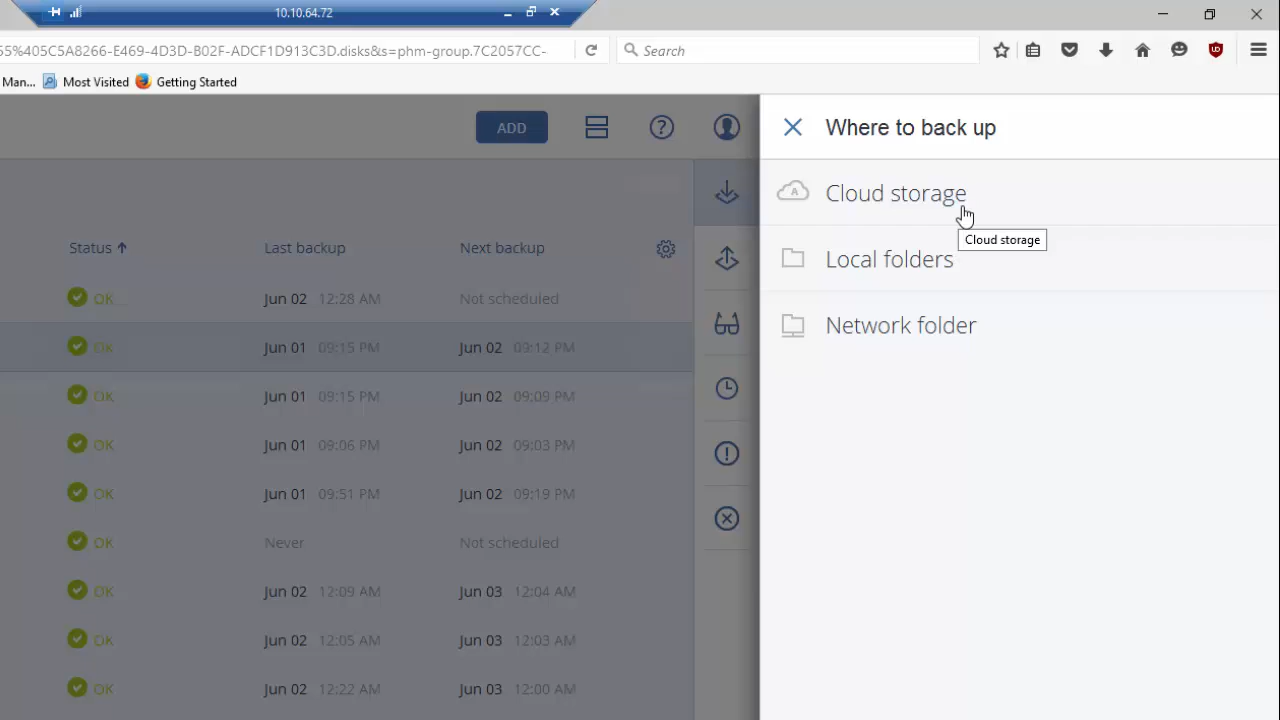 10.10.64.72
55%405C5A8266-E469-4D3D-B02F-ADCF1D913C3D.disks&s=phm-group.7C2057CC-
Search
Man... Most Visited Getting Started
ADD
Where to back up
Cloud storage
Cloud storage
Local folders
Network folder
Status Last backup Next backup
OK Jun 02 12:28 AM Not scheduled
OK Jun 01 09:15 PM Jun 02 09:12 PM
OK Jun 01 09:15 PM Jun 02 09:09 PM
OK Jun 01 09:06 PM Jun 02 09:03 PM
OK Jun 01 09:51 PM Jun 02 09:19 PM
OK Never Not scheduled
OK Jun 02 12:09 AM Jun 03 12:04 AM
OK Jun 02 12:05 AM Jun 03 12:03 AM
OK Jun 02 12:22 AM Jun 03 12:00 AM